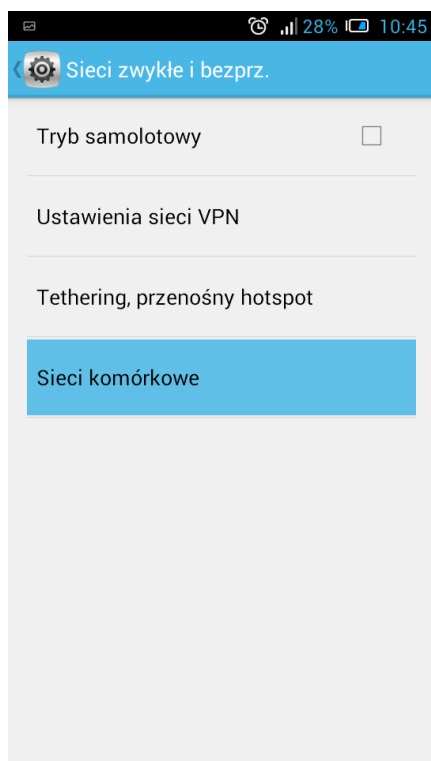 28% 10:45
Sieci zwykłe i bezprz.
Tryb samolotowy
Ustawienia sieci VPN
Tethering, przenośny hotspot
Sieci komórkowe